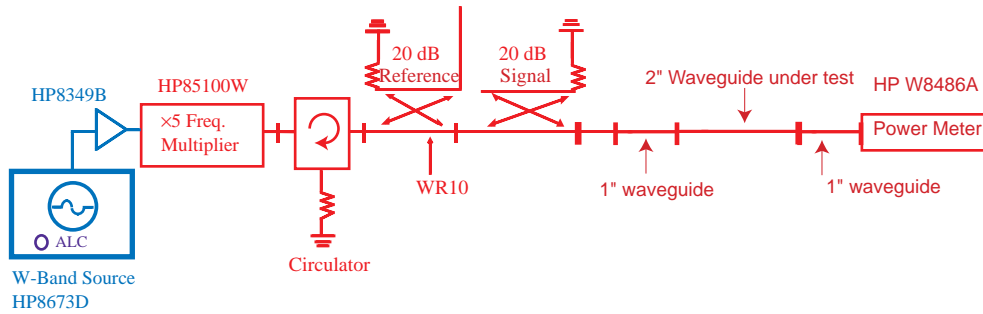 20 dB
Reference
20 dB
Signal
2" Waveguide under test
HP W8486A
HP8349B
HP85100W
×5 Freq.
Multiplier
Power Meter
WR10
1" waveguide
1" waveguide
ALC
Circulator
W-Band Source
HP8673D